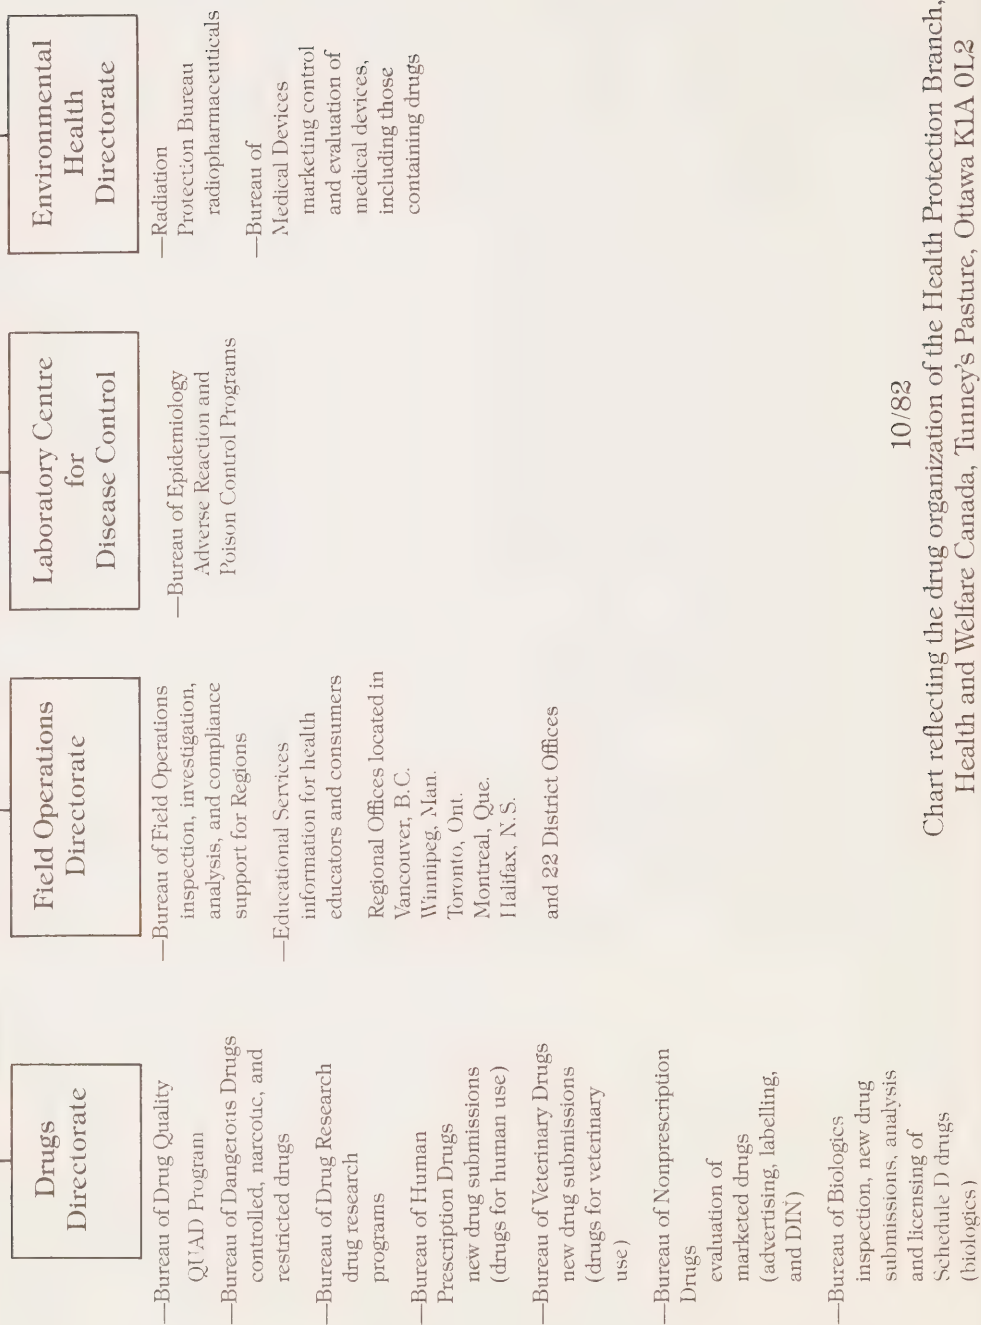 Drugs
Directorate
—Bureau of Drug Quality
QUAD Program
—Bureau of Dangerous Drugs
controlled, narcotic, and
restricted drugs
—Bureau of Drug Research
drug research
programs
—Bureau of Human
Prescription Drugs
new drug submissions
(drugs for human use)
—Bureau of Veterinary Drugs
new drug submissions
(drugs for veterinary
use)
—Bureau of Nonprescription
Drugs
evaluation of
marketed drugs
(advertising, labelling,
and DIN)
—Bureau of Biologics
inspection, new drug
submissions, analysis
and licensing of
Schedule D drugs
(biologics)
Field Operations
Directorate
—Bureau of Field Operations
inspection, investigation,
analysis, and compliance
support for Regions
—Educational Services
information for health
educators and consumers
Regional Offices located in
Vancouver, B.C.
Winnipeg, Man.
Toronto, Ont.
Montreal, Que.
Halifax, N.S.
and 22 District Offices
Laboratory Centre
for
Disease Control
—Bureau of Epidemiology
Adverse Reaction and
Poison Control Programs
Environmental
Health
Directorate
—Radiation
Protection Bureau
radiopharmaceuticals
—Bureau of
Medical Devices
marketing control
and evaluation of
medical devices,
including those
containing drugs
10/82
Chart reflecting the drug organization of the Health Protection Branch,
Health and Welfare Canada, Tunney's Pasture, Ottawa K1A 0L2